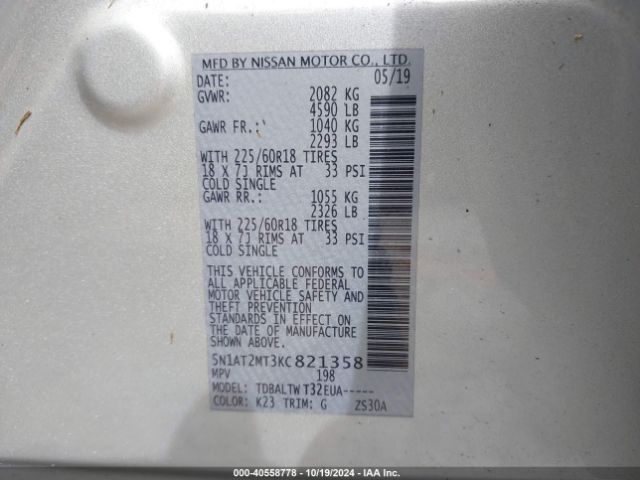 MFD BY NISSAN MOTOR CO., LTD.
DATE: 05/19
GVWR: 2082 KG
4590 LB
GAWR FR.: 1040 KG
2293 LB
WITH 225/60R18 TIRES
18 X 7J RIMS AT 33 PSI
COLD SINGLE
GAWR RR.: 1055 KG
2326 LB
WITH 225/60R18 TIRES
18 X 7J RIMS AT 33 PSI
COLD SINGLE
THIS VEHICLE CONFORMS TO
ALL APPLICABLE FEDERAL
MOTOR VEHICLE SAFETY AND
THEFT PREVENTION
STANDARDS IN EFFECT ON
THE DATE OF MANUFACTURE
SHOWN ABOVE.
5N1AT2MT3KC821358
MPV 198
MODEL: TDBALTW T32EUA-----
COLOR: K23 TRIM: G ZS30A
000-40558778 - 10/19/2024 - IAA Inc.